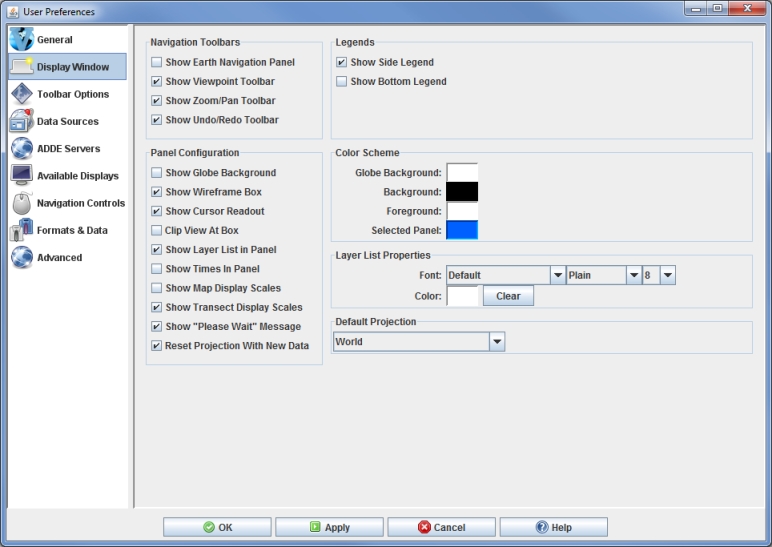 User Preferences
General
Display Window
Toolbar Options
Data Sources
ADDE Servers
Available Displays
Navigation Controls
Formats & Data
Advanced
Navigation Toolbars
Show Earth Navigation Panel
Show Viewpoint Toolbar
Show Zoom/Pan Toolbar
Show Undo/Redo Toolbar
Legends
Show Side Legend
Show Bottom Legend
Panel Configuration
Show Globe Background
Show Wireframe Box
Show Cursor Readout
Clip View At Box
Show Layer List in Panel
Show Times In Panel
Show Map Display Scales
Show Transect Display Scales
Show "Please Wait" Message
Reset Projection With New Data
Color Scheme
Globe Background:
Background:
Foreground:
Selected Panel:
Layer List Properties
Font: Default Plain 8
Color: Clear
Default Projection
World
OK Apply Cancel Help